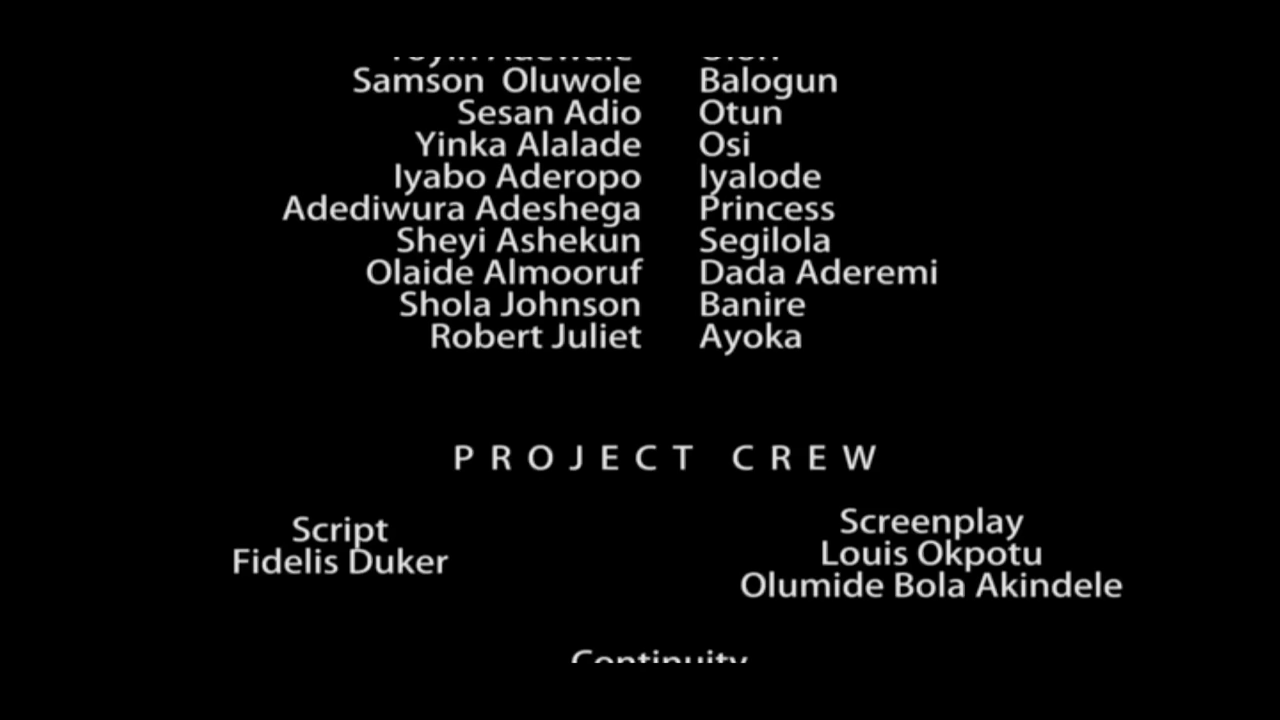 Samson Oluwole Balogun
Sesan Adio Otun
Yinka Alalade Osi
Iyabo Aderopo Iyalode
Adediwura Adeshega Princess
Sheyi Ashekun Segilola
Olaide Almooruf Dada Aderemi
Shola Johnson Banire
Robert Juliet Ayoka
PROJECT CREW
Script
Fidelis Duker
Screenplay
Louis Okpotu
Olumide Bola Akindele
Continuity